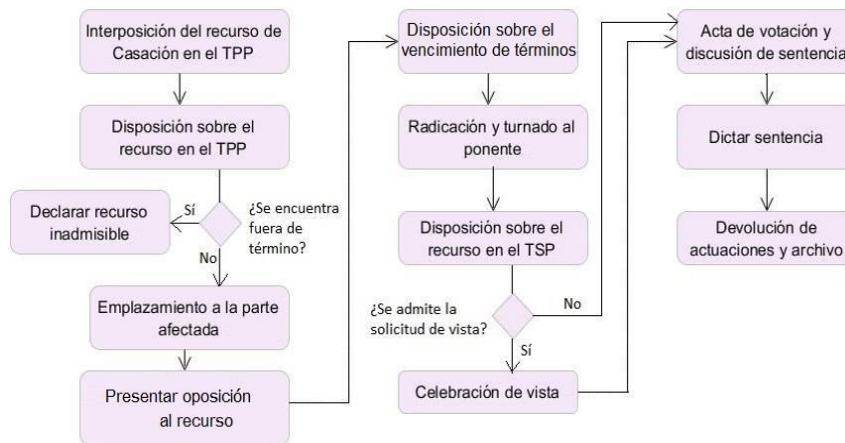 Interposición del recurso de
Casación en el TPP
Disposición sobre el
recurso en el TPP
¿Se encuentra
fuera de
término?
Sí
Declarar recurso
inadmisible
No
Emplazamiento a la parte
afectada
Presentar oposición
al recurso
Disposición sobre el
vencimiento de términos
Radicación y turnado al
ponente
Disposición sobre el
recurso en el TSP
¿Se admite la
solicitud de vista?
No
Sí
Celebración de vista
Acta de votación y
discusión de sentencia
Dictar sentencia
Devolución de
actuaciones y archivo